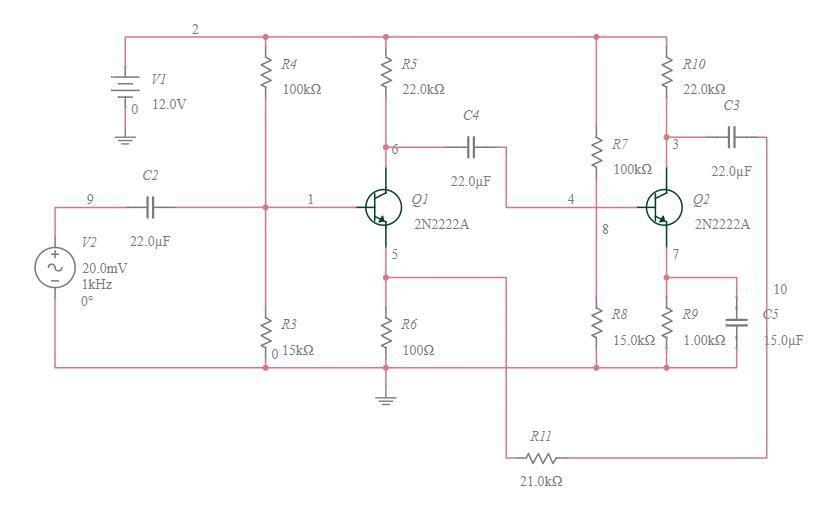 2
V1
0
12.0V
R4
100kΩ
R5
22.0kΩ
R10
22.0kΩ
C3
22.0µF
C4
22.0µF
6
3
R7
100kΩ
C2
22.0µF
9
1
Q1
2N2222A
4
8
Q2
2N2222A
V2
20.0mV
1kHz
0°
5
7
10
R3
0 15kΩ
R6
100Ω
R8
15.0kΩ
R9
1.00kΩ
C5
15.0µF
R11
21.0kΩ